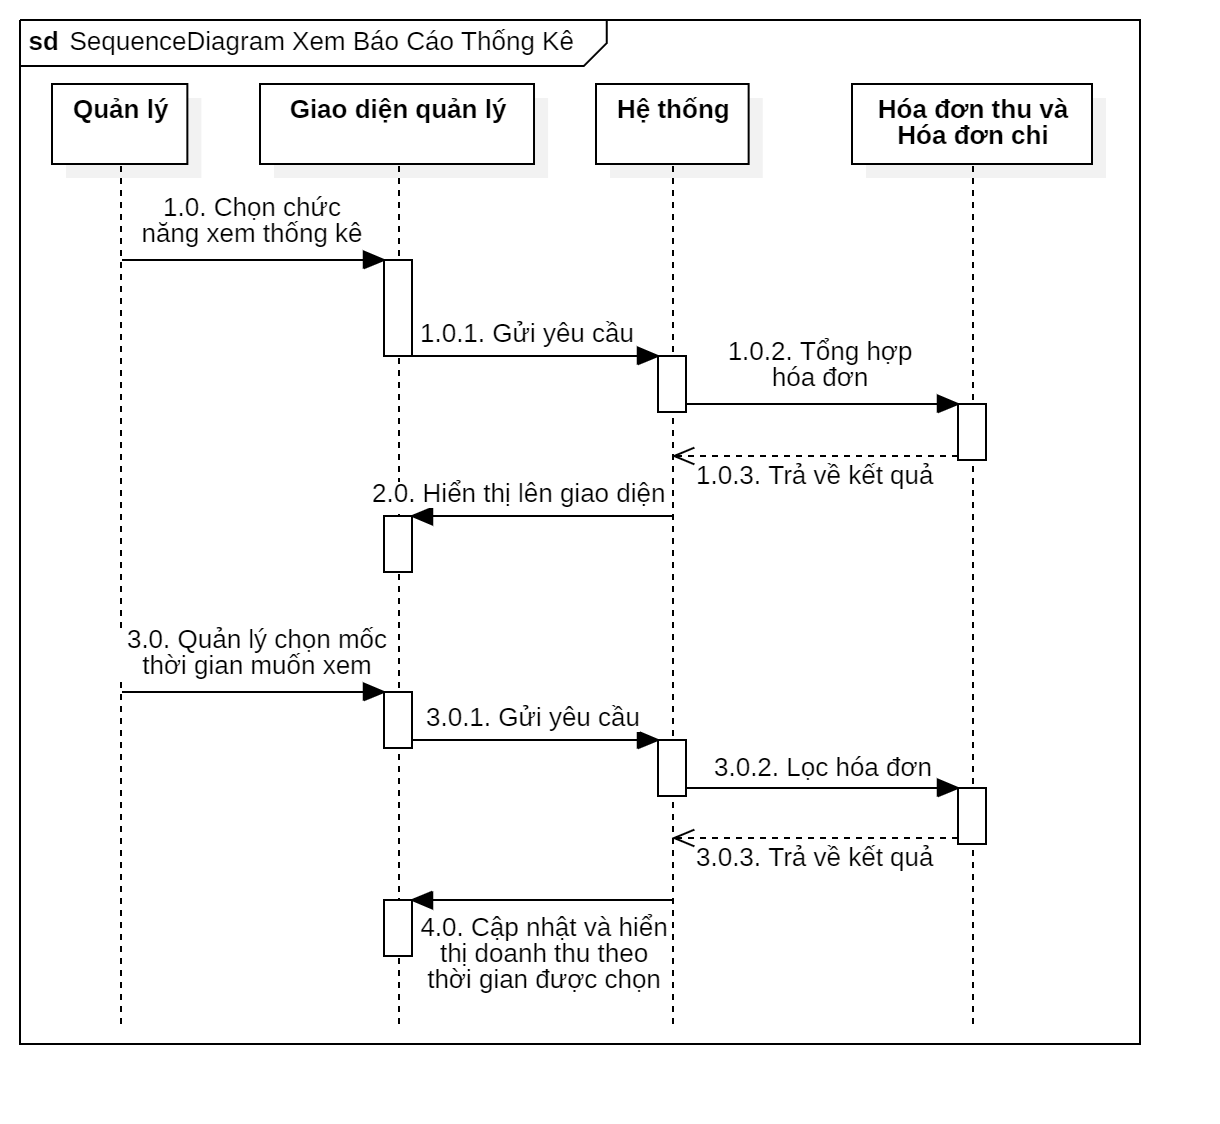 sd SequenceDiagram Xem Báo Cáo Thống Kê
Quản lý
Giao diện quản lý
Hệ thống
Hóa đơn thu và
Hóa đơn chi
1.0. Chọn chức
năng xem thống kê
1.0.1. Gửi yêu cầu
1.0.2. Tổng hợp
hóa đơn
1.0.3. Trả về kết quả
2.0. Hiển thị lên giao diện
3.0. Quản lý chọn mốc
thời gian muốn xem
3.0.1. Gửi yêu cầu
3.0.2. Lọc hóa đơn
3.0.3. Trả về kết quả
4.0. Cập nhật và hiển
thị doanh thu theo
thời gian được chọn